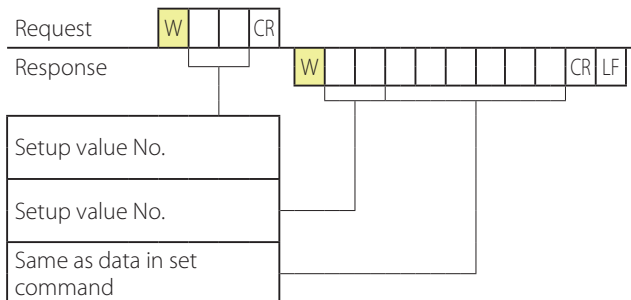 Request W CR
Response W CR LF
Setup value No.
Setup value No.
Same as data in set
command